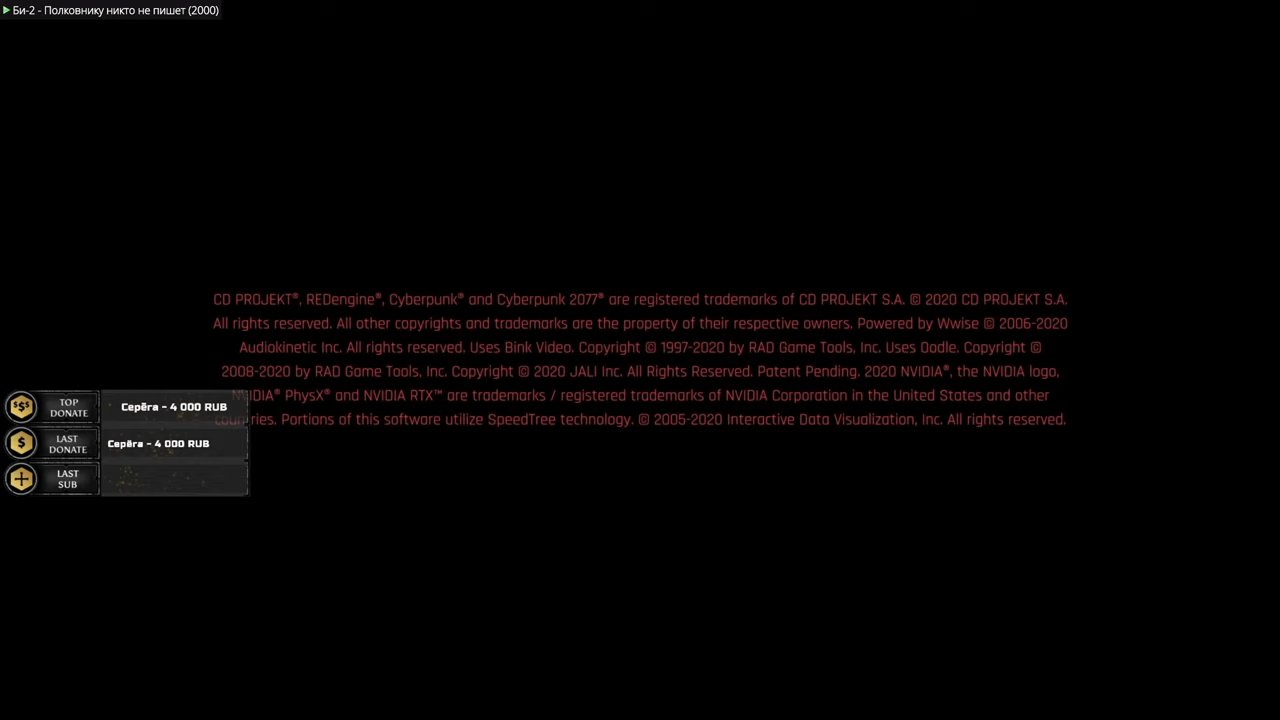 Би-2 - Полковнику никто не пишет (2000)
CD PROJEKT®, REDengine®, Cyberpunk® and Cyberpunk 2077® are registered trademarks of CD PROJEKT S.A. © 2020 CD PROJEKT S.A.
All rights reserved. All other copyrights and trademarks are the property of their respective owners. Powered by Wwise © 2006-2020
Audiokinetic Inc. All rights reserved. Uses Bink Video. Copyright © 1997-2020 by RAD Game Tools, Inc. Uses Oodle. Copyright ©
2008-2020 by RAD Game Tools, Inc. Copyright © 2020 JALI Inc. All Rights Reserved. Patent Pending. 2020 NVIDIA®, the NVIDIA logo,
NVIDIA® PhysX® and NVIDIA RTX™ are trademarks / registered trademarks of NVIDIA Corporation in the United States and other
countries. Portions of this software utilize SpeedTree technology. © 2005-2020 Interactive Data Visualization, Inc. All rights reserved.
$$$ TOP
DONATE
Серёга - 4 000 RUB
$ LAST
DONATE
Серёга - 4 000 RUB
LAST
SUB